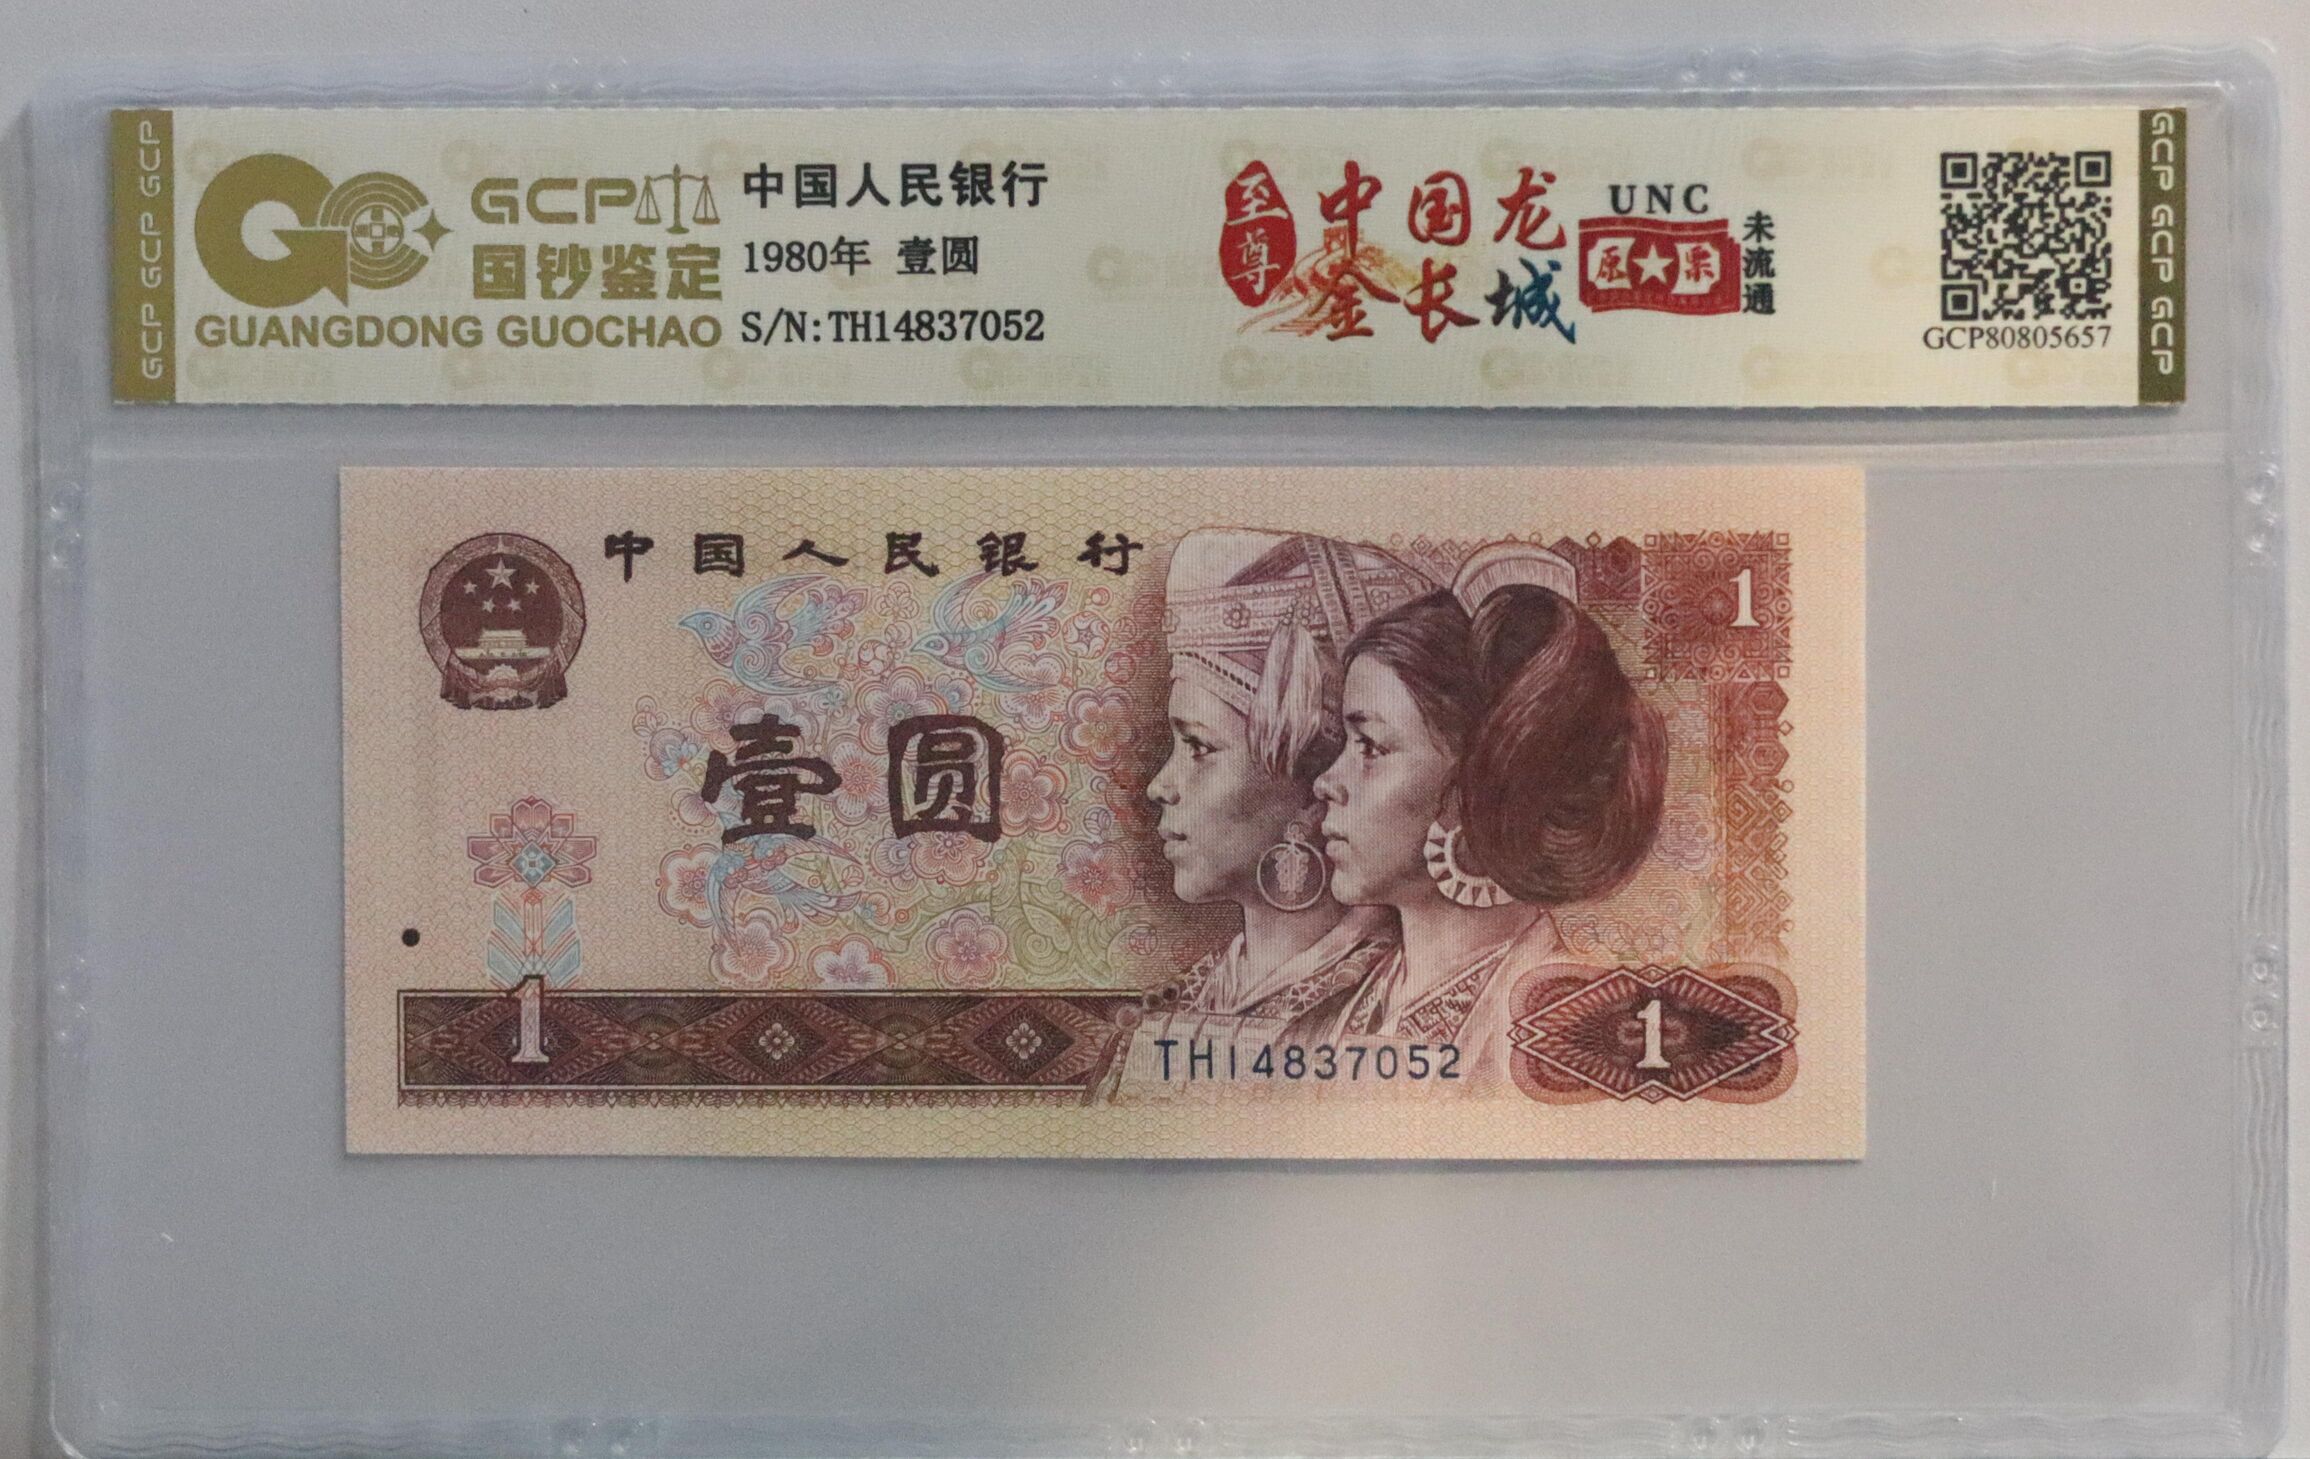 GCP GCP GCP GCP
GCP
国钞鉴定
GUANGDONG GUOCHAO
中国人民银行
1980年 壹圆
S/N:TH14837052
至尊
中国龙
金长城
UNC
原★票
未流通
GCP80805657
GCP GCP GCP GCP
中国人民银行
1
壹圆
1
1
TH14837052